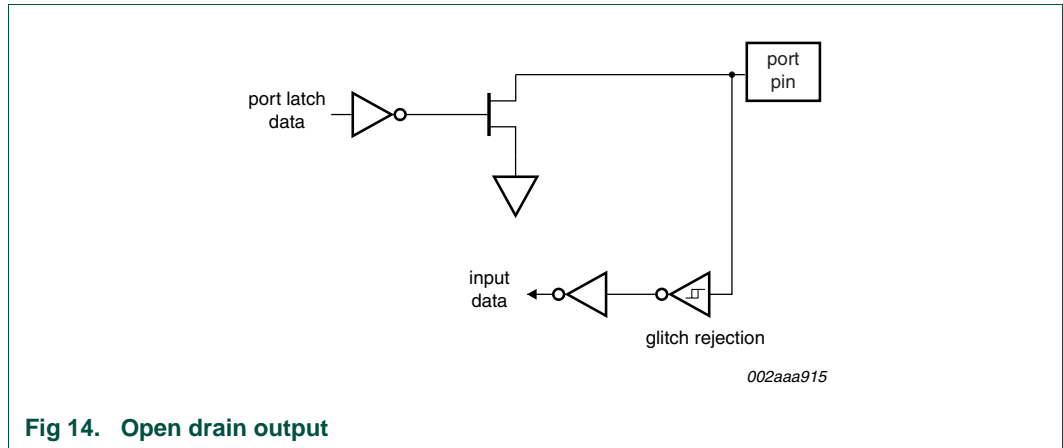 port
pin
port latch
data
input
data
glitch rejection
002aaa915
Fig 14. Open drain output